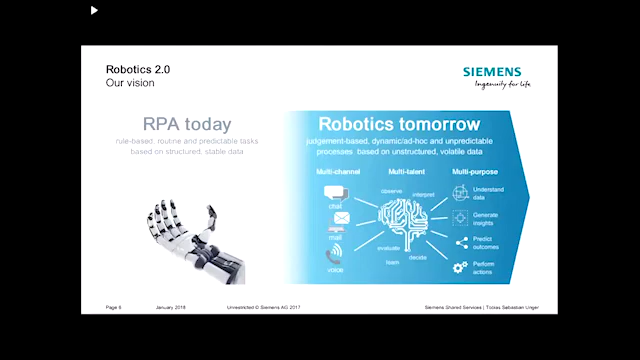 Robotics 2.0
Our vision
SIEMENS
Ingenuity for life
RPA today
rule-based, routine and predictable tasks
based on structured, stable data
Robotics tomorrow
judgement-based, dynamic/ad-hoc and unpredictable
processes based on unstructured, volatile data
Multi-channel
Multi-talent
Multi-purpose
chat
mail
voice
observe
interpret
evaluate
decide
learn
Understand
data
Generate
insights
Predict
outcomes
Perform
actions
Page 8
January 2018
Unrestricted © Siemens AG 2017
Siemens Shared Services | Tobias Sebastian Unger